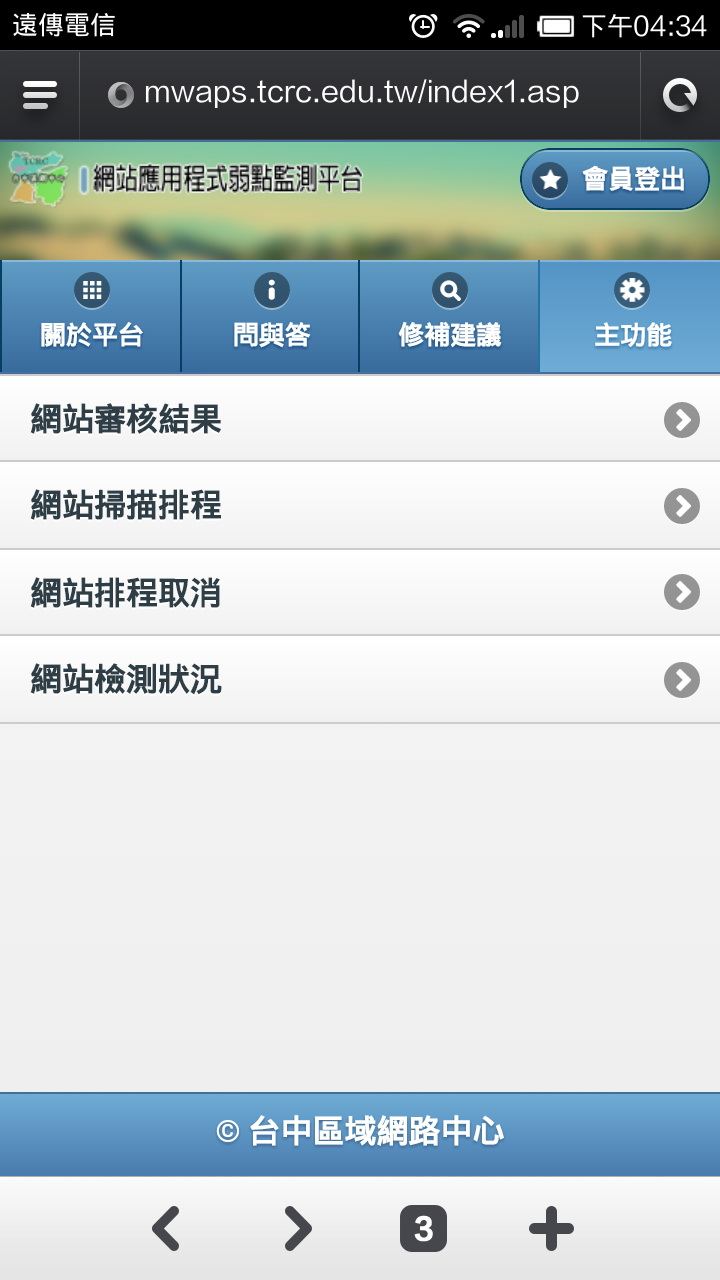 遠傳電信
下午04:34
mwaps.tcrc.edu.tw/index1.asp
TCRC
網站應用程式弱點監測平台
會員登出
關於平台
問與答
修補建議
主功能
網站審核結果
網站掃描排程
網站排程取消
網站檢測狀況
© 台中區域網路中心
3